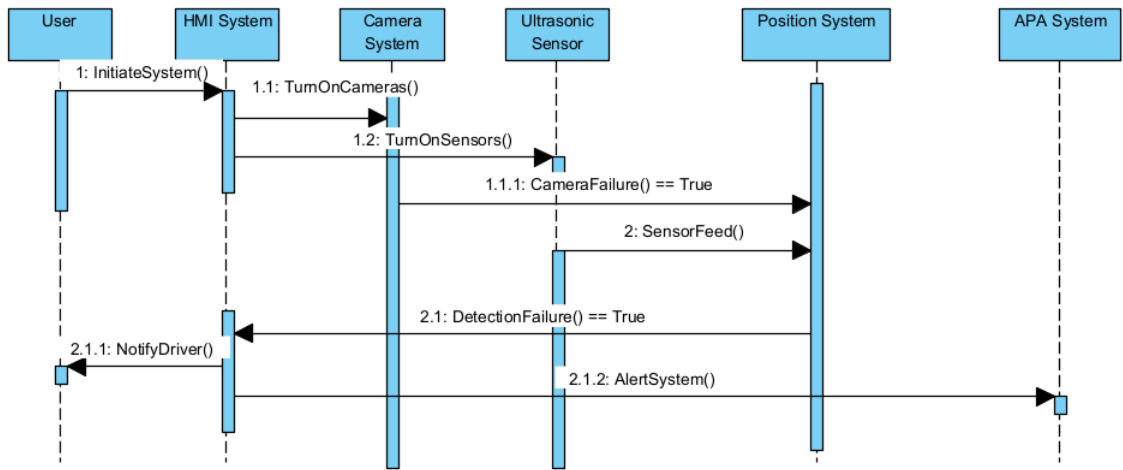 User
HMI System
Camera
System
Ultrasonic
Sensor
Position System
APA System
1: InitiateSystem()
1.1: TurnOnCameras()
1.2: TurnOnSensors()
1.1.1: CameraFailure() == True
2: SensorFeed()
2.1: DetectionFailure() == True
2.1.1: NotifyDriver()
2.1.2: AlertSystem()